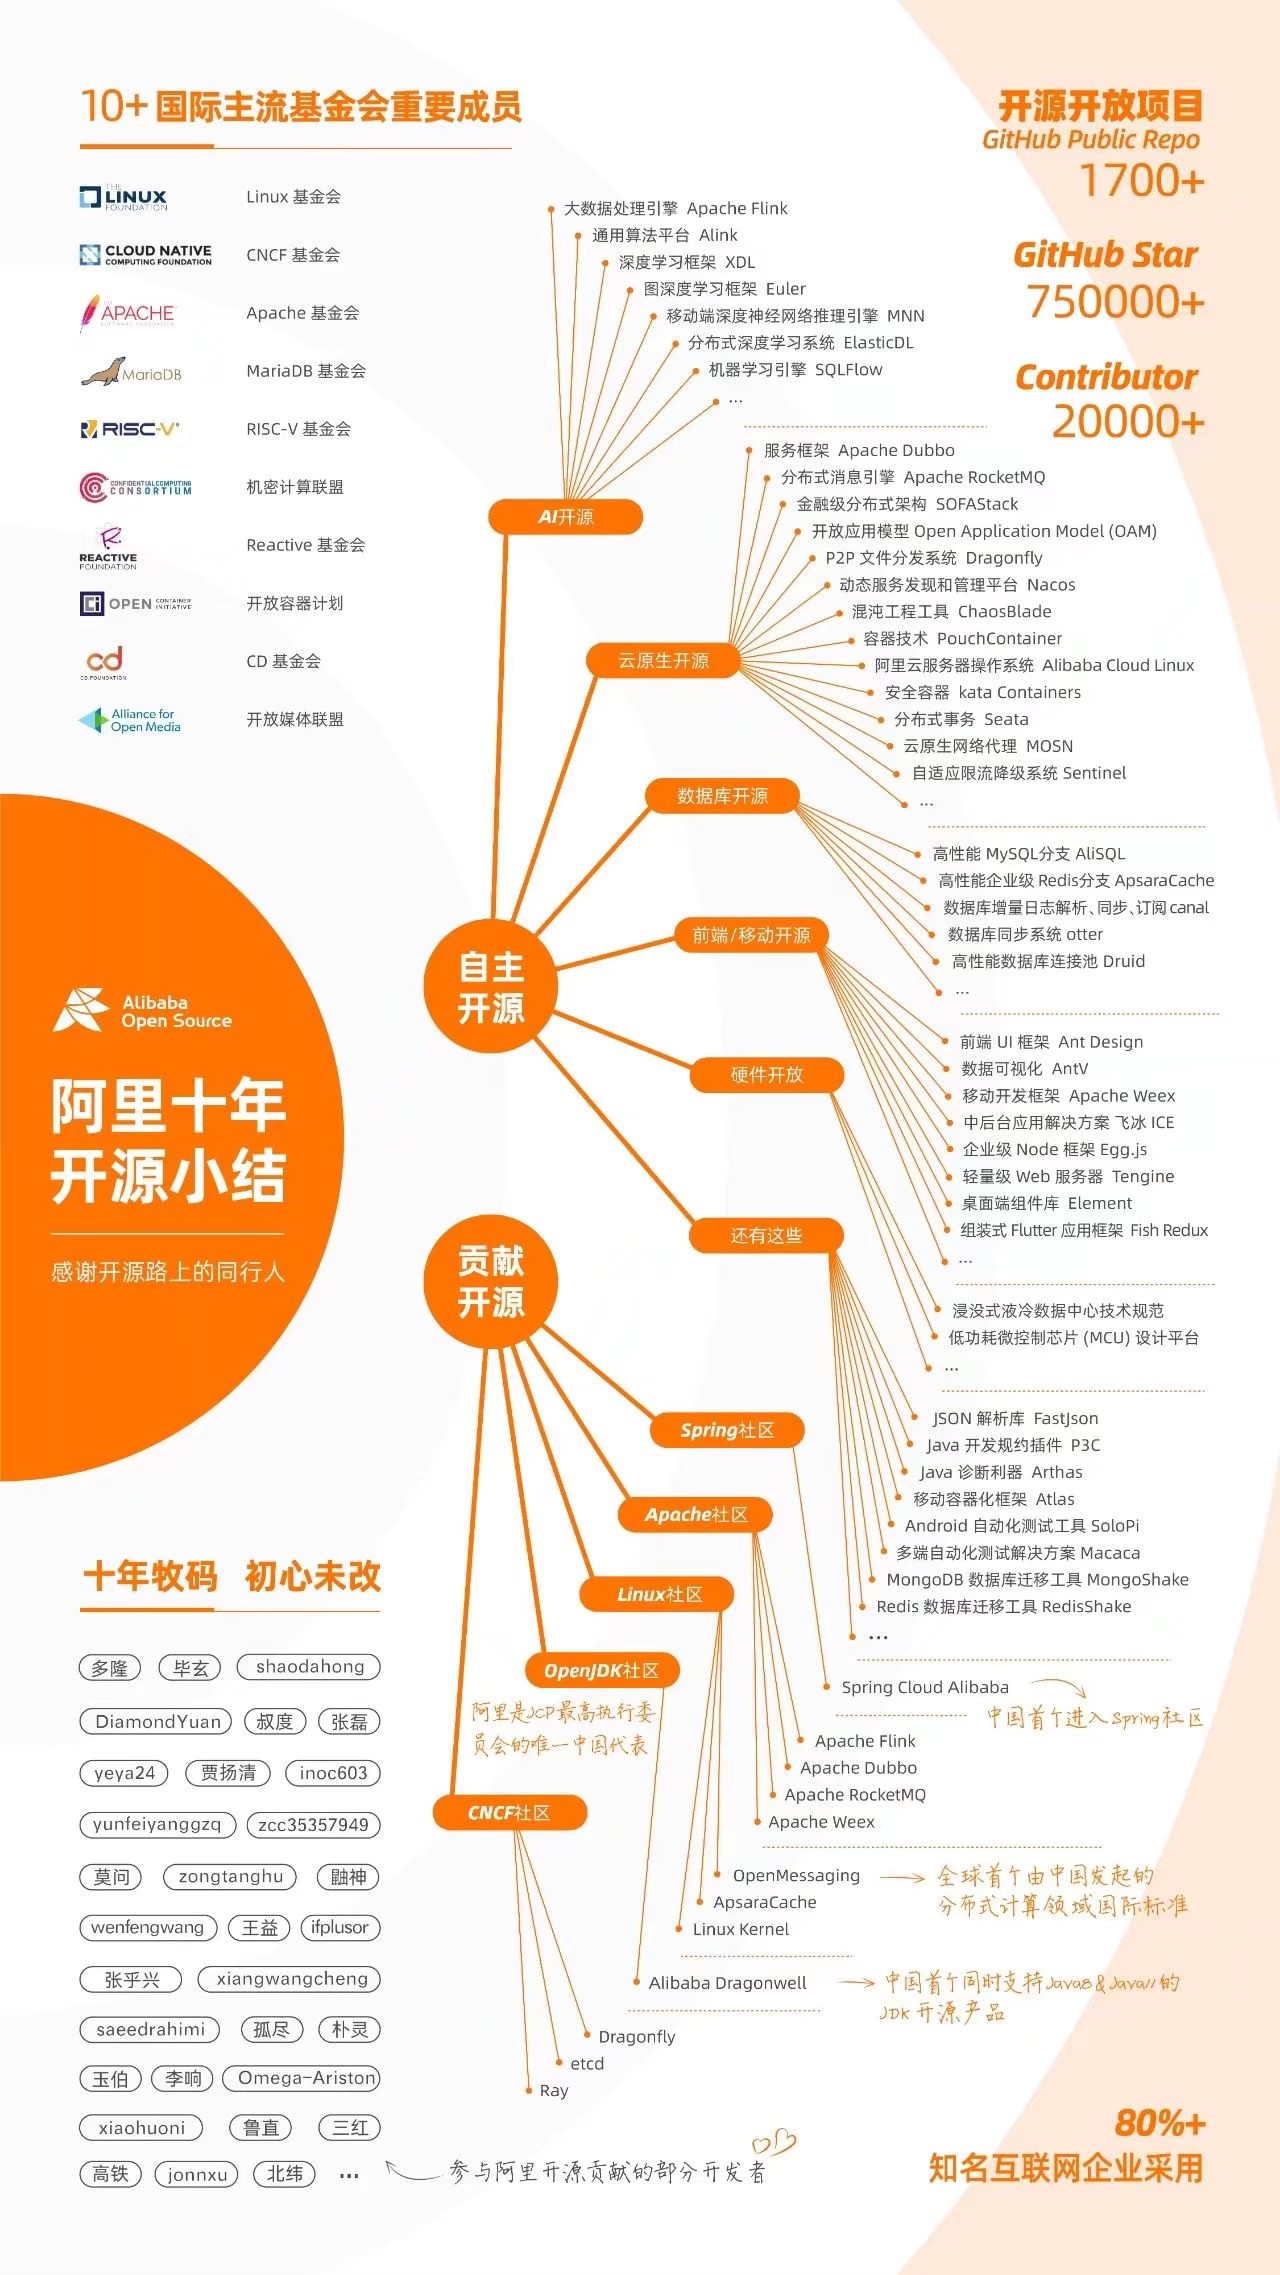 10+国际主流基金会重要成员
THE
LINUX
FOUNDATION
Linux 基金会
CLOUD NATIVE
COMPUTING FOUNDATION
CNCF 基金会
THE
APACHE
SOFTWARE FOUNDATION
Apache 基金会
MariaDB
MariaDB 基金会
RISC-V®
RISC-V 基金会
CONFIDENTIAL COMPUTING
CONSORTIUM
机密计算联盟
REACTIVE
FOUNDATION
Reactive 基金会
OPEN CONTAINER INITIATIVE
开放容器计划
cd
CD.FOUNDATION
CD 基金会
Alliance for
Open Media
开放媒体联盟
开源开放项目
GitHub Public Repo
1700+
GitHub Star
750000+
Contributor
20000+
Alibaba
Open Source
阿里十年
开源小结
感谢开源路上的同行人
自主
开源
AI开源
大数据处理引擎 Apache Flink
通用算法平台 Alink
深度学习框架 XDL
图深度学习框架 Euler
移动端深度神经网络推理引擎 MNN
分布式深度学习系统 ElasticDL
机器学习引擎 SQLFlow
...
云原生开源
服务框架 Apache Dubbo
分布式消息引擎 Apache RocketMQ
金融级分布式架构 SOFAStack
开放应用模型 Open Application Model (OAM)
P2P 文件分发系统 Dragonfly
动态服务发现和管理平台 Nacos
混沌工程工具 ChaosBlade
容器技术 PouchContainer
阿里云服务器操作系统 Alibaba Cloud Linux
安全容器 kata Containers
分布式事务 Seata
云原生网络代理 MOSN
自适应限流降级系统 Sentinel
...
数据库开源
高性能 MySQL分支 AliSQL
高性能企业级 Redis分支 ApsaraCache
数据库增量日志解析、同步、订阅 canal
数据库同步系统 otter
高性能数据库连接池 Druid
...
前端/移动开源
前端 UI 框架 Ant Design
数据可视化 AntV
移动开发框架 Apache Weex
中后台应用解决方案 飞冰 ICE
企业级 Node 框架 Egg.js
轻量级 Web 服务器 Tengine
桌面端组件库 Element
组装式 Flutter 应用框架 Fish Redux
...
硬件开放
浸没式液冷数据中心技术规范
低功耗微控制芯片 (MCU) 设计平台
...
还有这些
JSON 解析库 FastJson
Java 开发规约插件 P3C
Java 诊断利器 Arthas
移动容器化框架 Atlas
Android 自动化测试工具 SoloPi
多端自动化测试解决方案 Macaca
MongoDB 数据库迁移工具 MongoShake
Redis 数据库迁移工具 RedisShake
...
贡献
开源
Spring社区
Spring Cloud Alibaba
中国首个进入Spring社区
Apache社区
Apache Flink
Apache Dubbo
Apache RocketMQ
Apache Weex
Linux社区
OpenMessaging
全球首个由中国发起的
分布式计算领域国际标准
ApsaraCache
Linux Kernel
OpenJDK社区
阿里是JCP最高执行委
员会的唯一中国代表
Alibaba Dragonwell
中国首个同时支持Java8&Java11的
JDK开源产品
CNCF社区
Dragonfly
etcd
Ray
十年牧码 初心未改
多隆 毕玄 shaodahong
DiamondYuan 叔度 张磊
yeya24 贾扬清 inoc603
yunfeiyanggzq zcc35357949
莫问 zongtanghu 鼬神
wenfengwang 王益 ifplusor
张乎兴 xiangwangcheng
saeedrahimi 孤尽 朴灵
玉伯 李响 Omega-Ariston
xiaohuoni 鲁直 三红
高铁 jonnxu 北纬 ...
参与阿里开源贡献的部分开发者
80%+
知名互联网企业采用